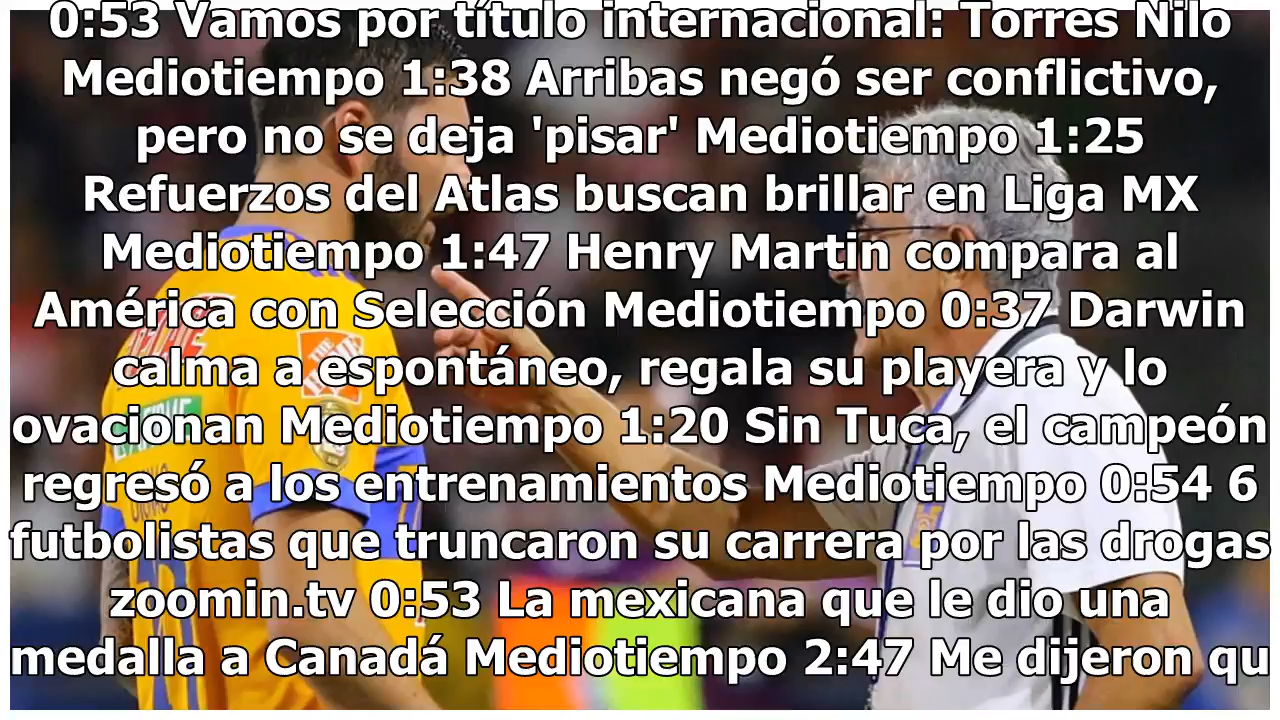 0:53 Vamos por título internacional: Torres Nilo
Mediotiempo 1:38 Arribas negó ser conflictivo,
pero no se deja 'pisar' Mediotiempo 1:25
Refuerzos del Atlas buscan brillar en Liga MX
Mediotiempo 1:47 Henry Martin compara al
América con Selección Mediotiempo 0:37 Darwin
calma a espontáneo, regala su playera y lo
ovacionan Mediotiempo 1:20 Sin Tuca, el campeón
regresó a los entrenamientos Mediotiempo 0:54 6
futbolistas que truncaron su carrera por las drogas
zoomin.tv 0:53 La mexicana que le dio una
medalla a Canadá Mediotiempo 2:47 Me dijeron qu
THE